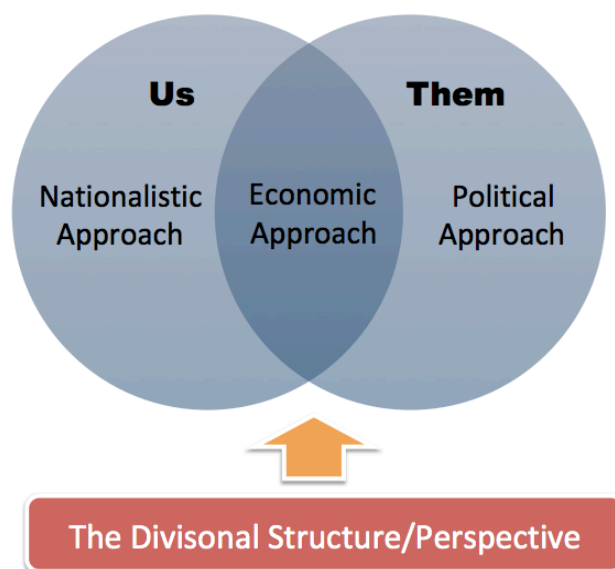 Us
Them
Nationalistic
Approach
Economic
Approach
Political
Approach
The Divisonal Structure/Perspective